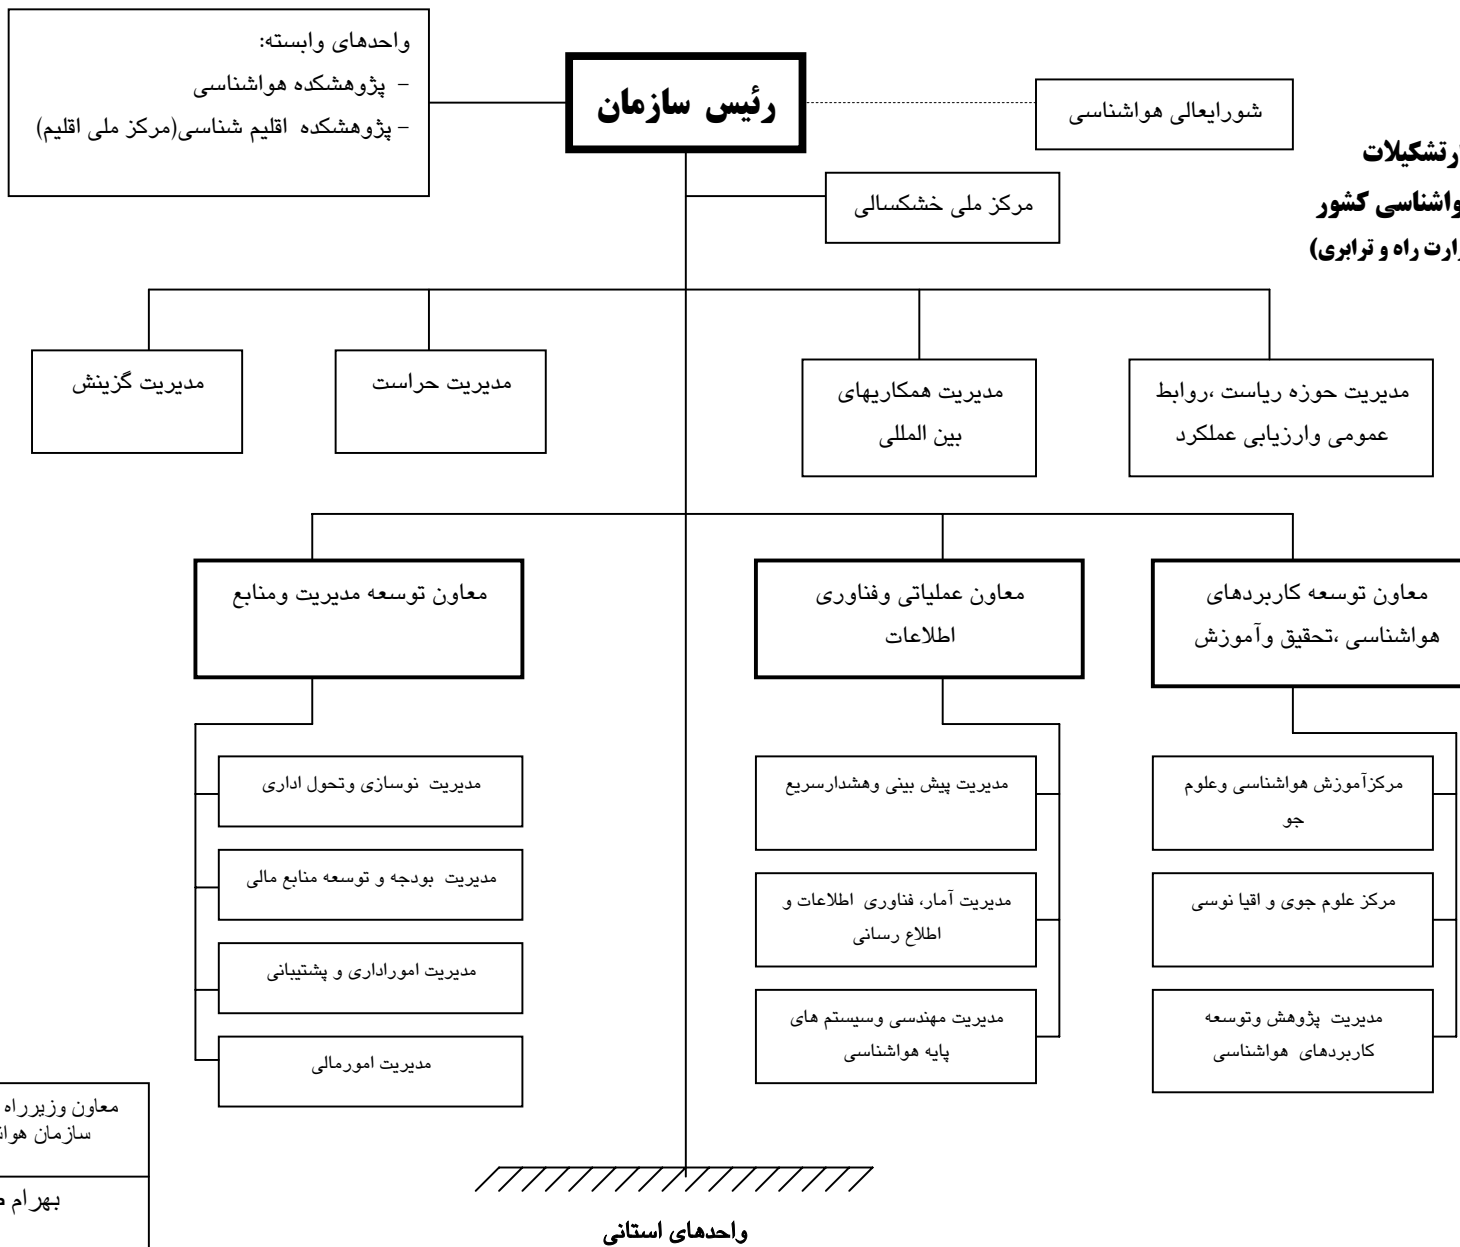 واحدهای وابسته:
- پژوهشکده هواشناسی
- پژوهشکده اقلیم شناسی(مرکز ملی اقلیم)
رئیس سازمان
شورایعالی هواشناسی
مرکز ملی خشکسالی
کشور
راه و ترابری)
مدیریت حوزه ریاست ،روابط
عمومی وارزیابی عملکرد
مدیریت همکاریهای
بین المللی
مدیریت حراست
مدیریت گزینش
معاون توسعه کاربردهای
هواشناسی ،تحقیق وآموزش
معاون عملیاتی وفناوری
اطلاعات
معاون توسعه مدیریت ومنابع
مرکزآموزش هواشناسی وعلوم
جو
مرکز علوم جوی و اقیا نوسی
مدیریت پژوهش وتوسعه
کاربردهای هواشناسی
مدیریت پیش بینی وهشدارسریع
مدیریت آمار، فناوری اطلاعات و
اطلاع رسانی
مدیریت مهندسی وسیستم های
پایه هواشناسی
مدیریت نوسازی وتحول اداری
مدیریت بودجه و توسعه منابع مالی
مدیریت اموراداری و پشتیبانی
مدیریت امورمالی
معاون وزیرراه
سازمان
بهرام
واحدهای استانی